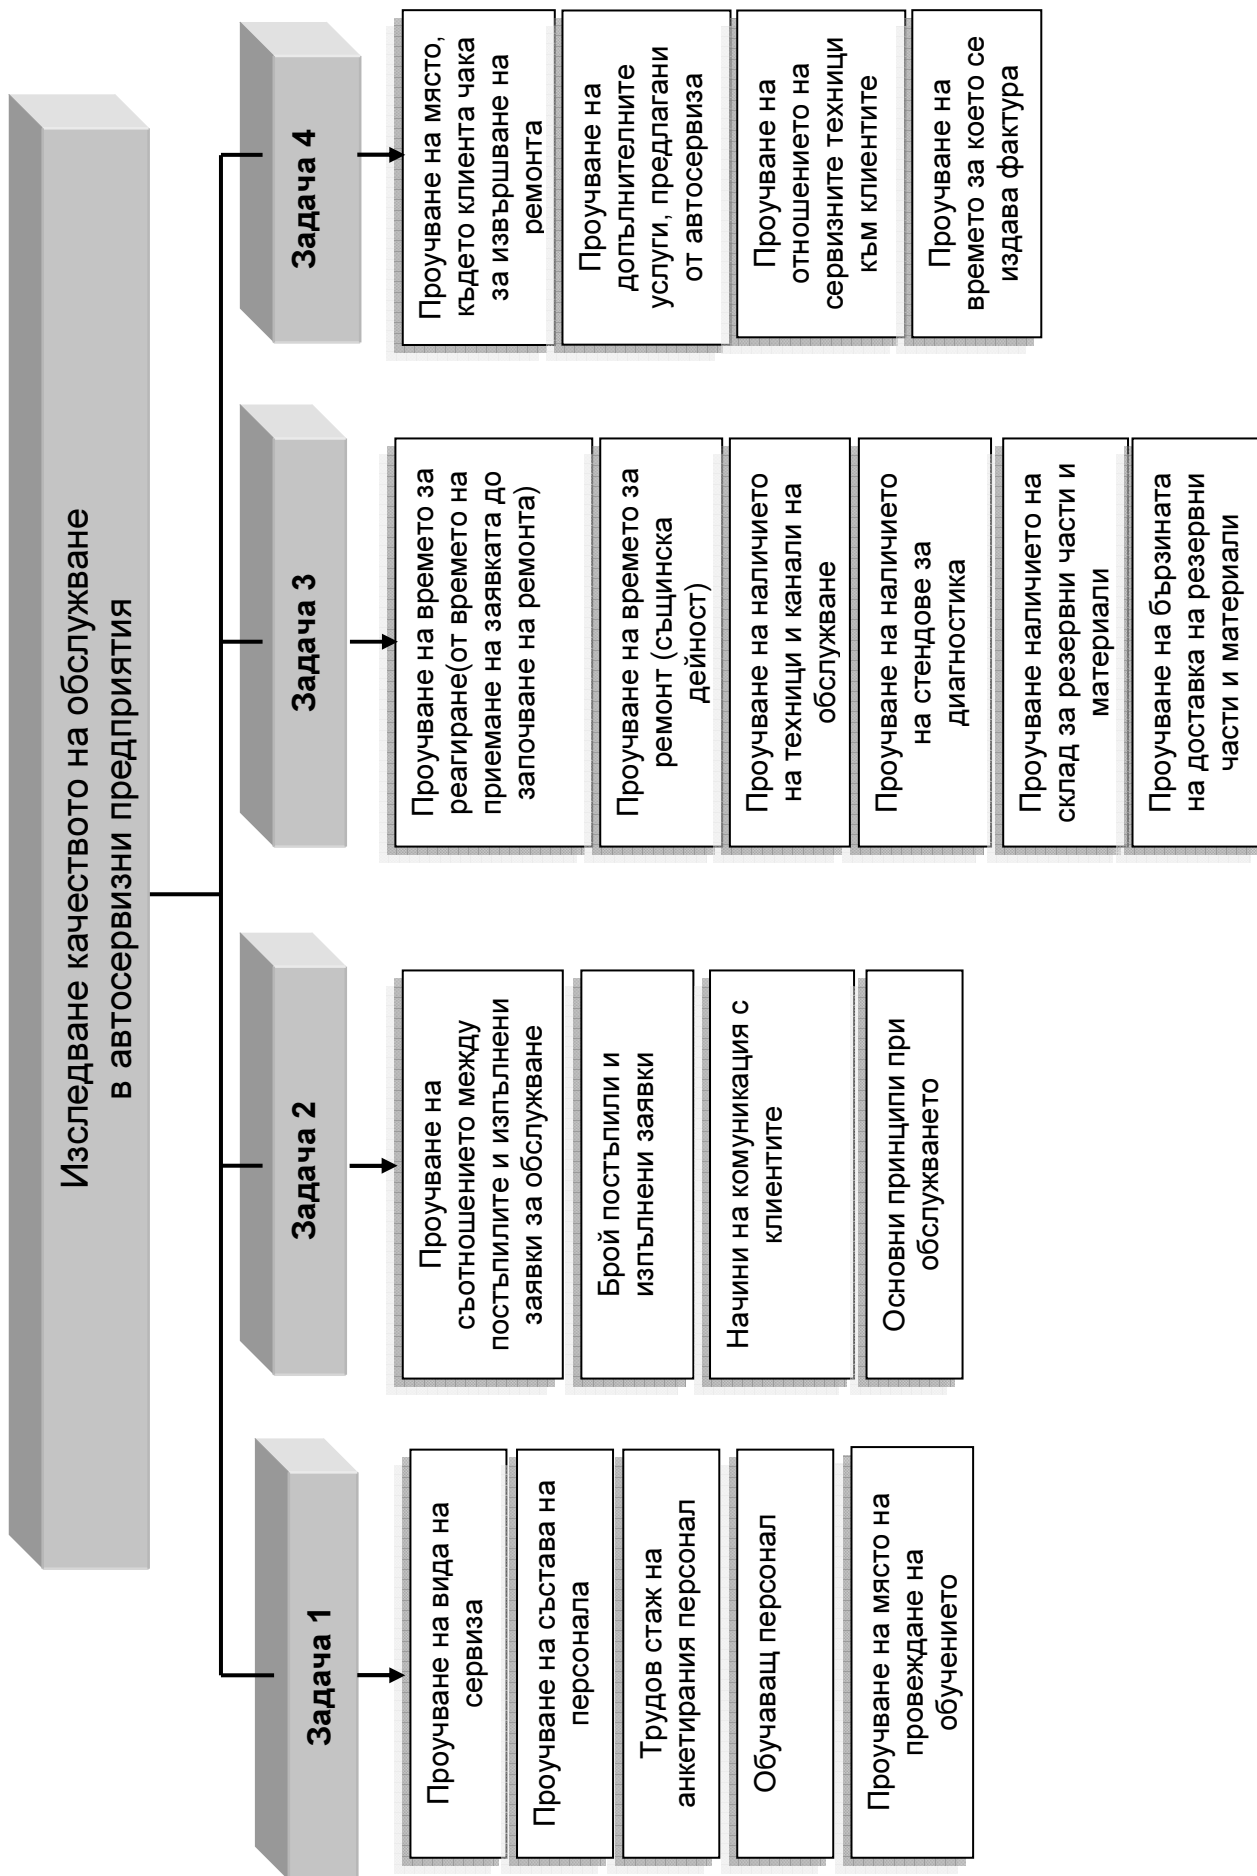 Изследване качеството на обслужване
в автосервизни предприятия
Задача 1
Проучване на вида на
сервиза
Проучване на състава на
персонала
Трудов стаж на
анкетирания персонал
Обучаващ персонал
Проучване на място на
провеждане на
обучението
Задача 2
Проучване на
съотношението между
постъпилите и изпълнени
заявки за обслужване
Брой постъпили и
изпълнени заявки
Начини на комуникация с
клиентите
Основни принципи при
обслужването
Задача 3
Проучване на времето за
реагиране(от времето на
приемане на заявката до
започване на ремонта)
Проучване на времето за
ремонт (същинска
дейност)
Проучване на наличието
на техници и канали на
обслужване
Проучване на наличието
на стендове за
диагностика
Проучване наличието на
склад за резервни части и
материали
Проучване на бързината
на доставка на резервни
части и материали
Задача 4
Проучване на място,
където клиента чака
за извършване на
ремонта
Проучване на
допълнителните
услуги, предлагани
от автосервиза
Проучване на
отношението на
сервизните техници
към клиентите
Проучване на
времето за което се
издава фактура